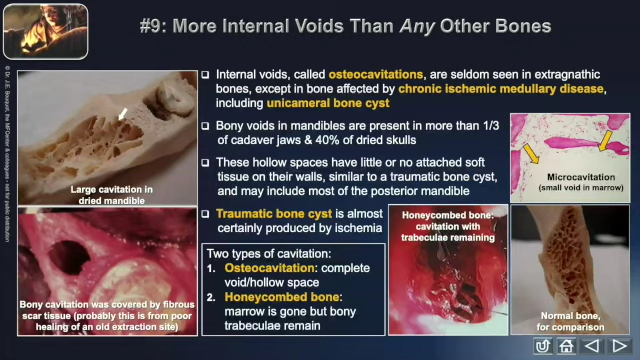 #9: More Internal Voids Than Any Other Bones
© Dr. J.E. Bouquot, the MFCenter & colleagues - not for public distribution
❑ Internal voids, called osteocavitations, are seldom seen in extragnathic
bones, except in bone affected by chronic ischemic medullary disease,
including unicameral bone cyst
❑ Bony voids in mandibles are present in more than 1/3
of cadaver jaws & 40% of dried skulls
❑ These hollow spaces have little or no attached soft
tissue on their walls, similar to a traumatic bone cyst,
and may include most of the posterior mandible
❑ Traumatic bone cyst is almost
certainly produced by ischemia
Two types of cavitation:
1. Osteocavitation: complete
void/hollow space
2. Honeycombed bone:
marrow is gone but bony
trabeculae remain
Large cavitation in
dried mandible
Bony cavitation was covered by fibrous
scar tissue (probably this is from poor
healing of an old extraction site)
Microcavitation
(small void in marrow)
Honeycombed bone:
cavitation with
trabeculae remaining
Normal bone,
for comparison